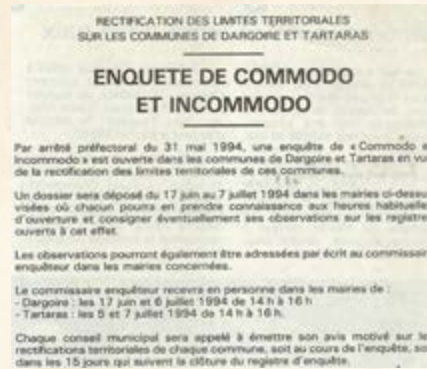 RECTIFICATION DES LIMITES TERRITORIALES
SUR LES COMMUNES DE DARGOIRE ET TARTARAS
ENQUETE DE COMMODO
ET INCOMMODO
Par arrêté préfectoral du 31 mai 1994, une enquête de « Commodo e
Incommodo » est ouverte dans les communes de Dargoire et Tartaras en vu
de la rectification des limites territoriales de ces communes.
Un dossier sera déposé du 17 juin au 7 juillet 1994 dans les mairies ci-dessu
visées où chacun pourra en prendre connaissance aux heures habituelle
d'ouverture et consigner éventuellement ses observations sur les registre
ouverts à cet effet.
Les observations pourront également être adressées par écrit au commissair
enquêteur dans les mairies concernées.
Le commissaire enquêteur recevra en personne dans les mairies de :
- Dargoire : les 17 juin et 6 juillet 1994 de 14 h à 16 h
- Tartaras : les 5 et 7 juillet 1994 de 14 h à 16 h.
Chaque conseil municipal sera appelé à émettre son avis motivé sur le
rectifications territoriales de chaque commune, soit au cours de l'enquête, so
dans les 15 jours qui suivent la clôture du registre d'enquête.